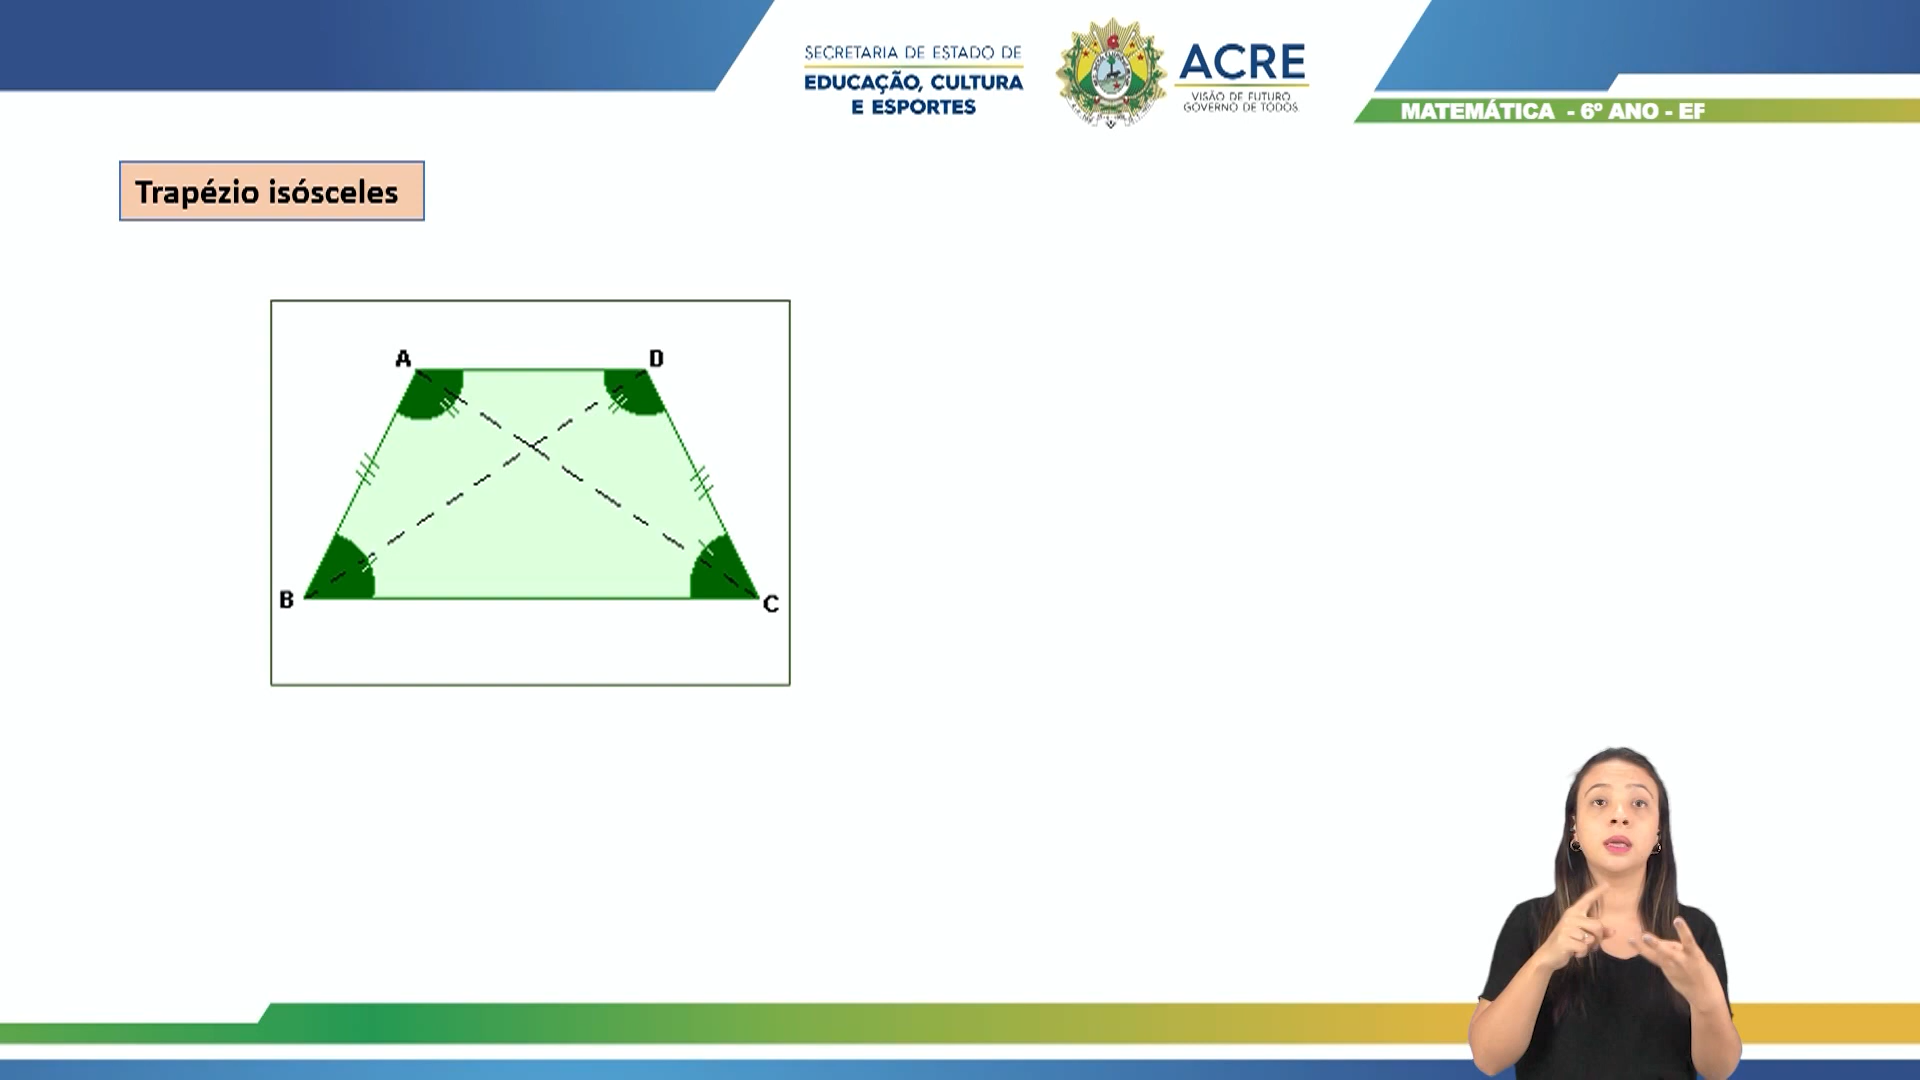 SECRETARIA DE ESTADO DE
EDUCAÇÃO, CULTURA
E ESPORTES
ACRE
VISÃO DE FUTURO
GOVERNO DE TODOS
MATEMÁTICA - 6º ANO - EF
Trapézio isósceles
A
D
B
C